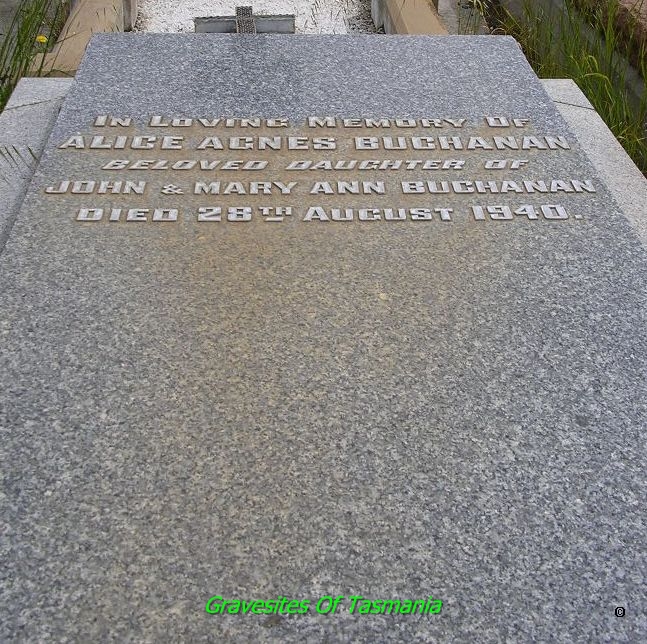 In Loving Memory Of
ALICE AGNES BUCHANAN
BELOVED DAUGHTER OF
JOHN & MARY ANN BUCHANAN
DIED 28TH AUGUST 1940.
Gravesites Of Tasmania
©